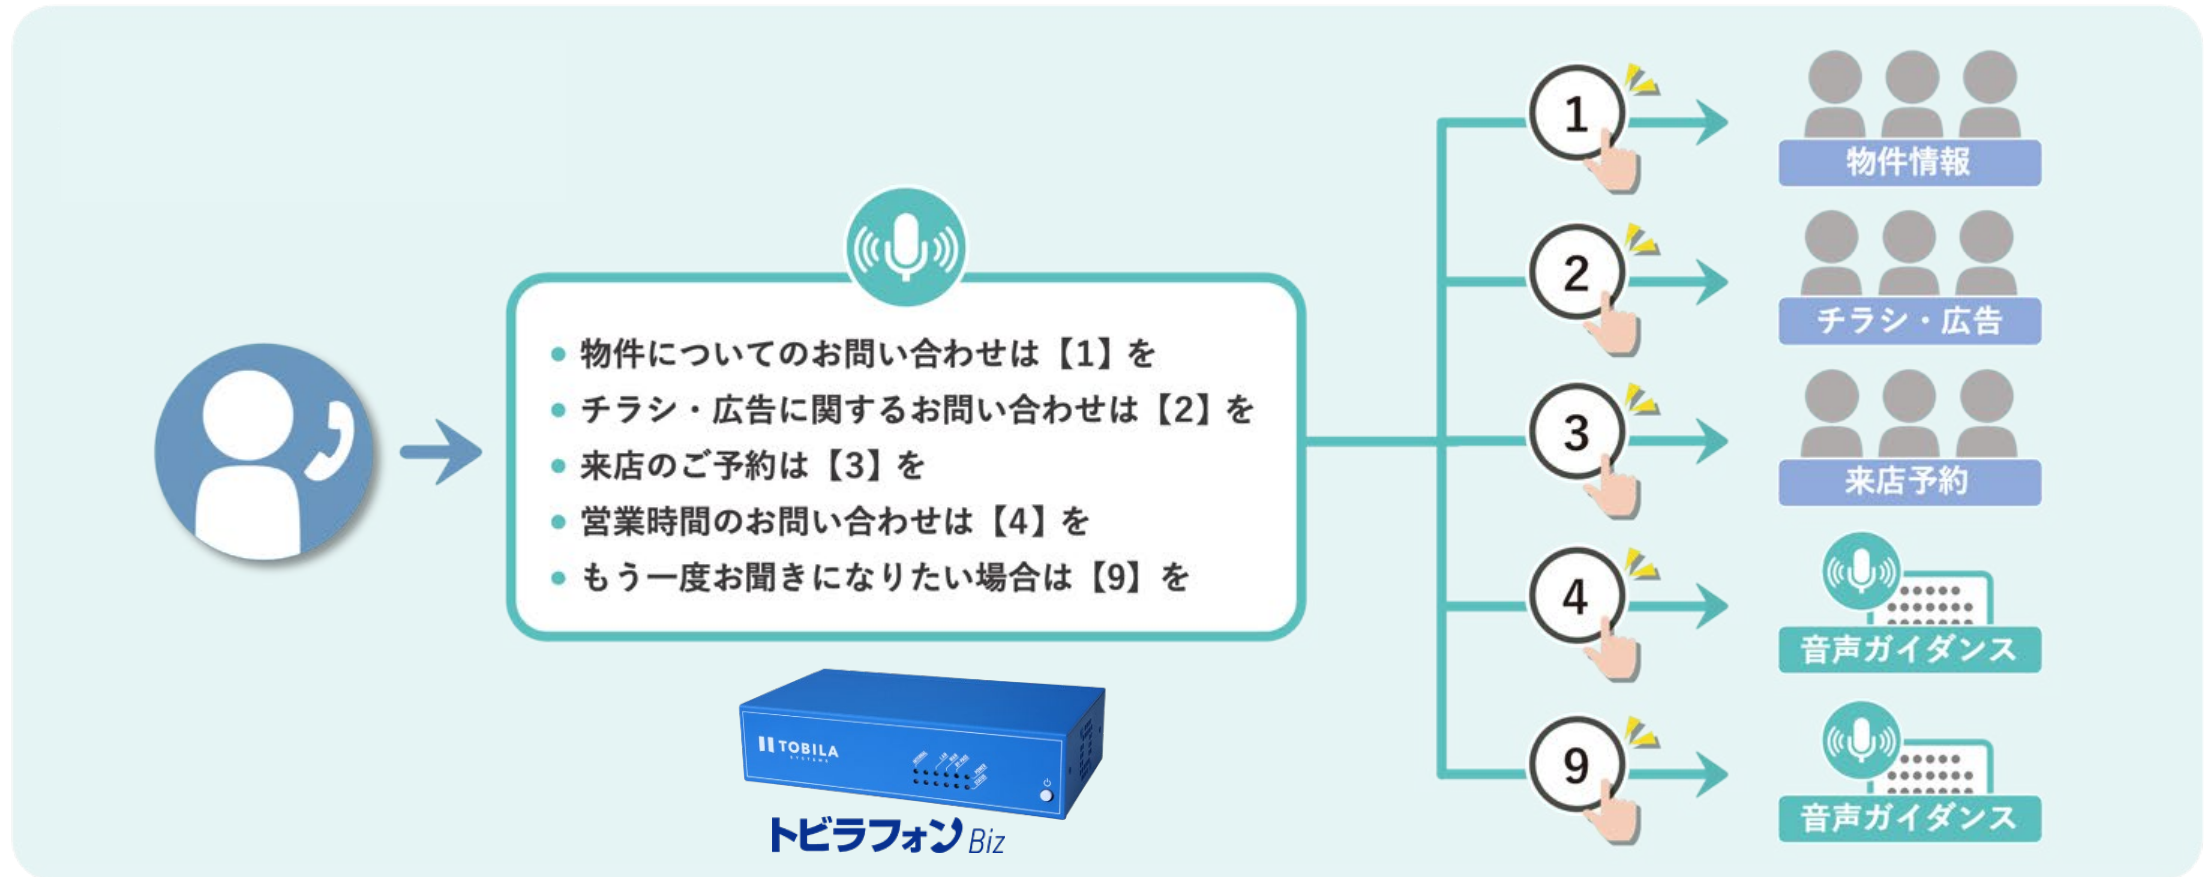 物件についてのお問い合わせは【1】を
チラシ・広告に関するお問い合わせは【2】を
来店のご予約は【3】を
営業時間のお問い合わせは【4】を
もう一度お聞きになりたい場合は【9】を
TOBILA
SYSTEMS
トビラフォン Biz
1
物件情報
2
チラシ・広告
3
来店予約
4
音声ガイダンス
9
音声ガイダンス